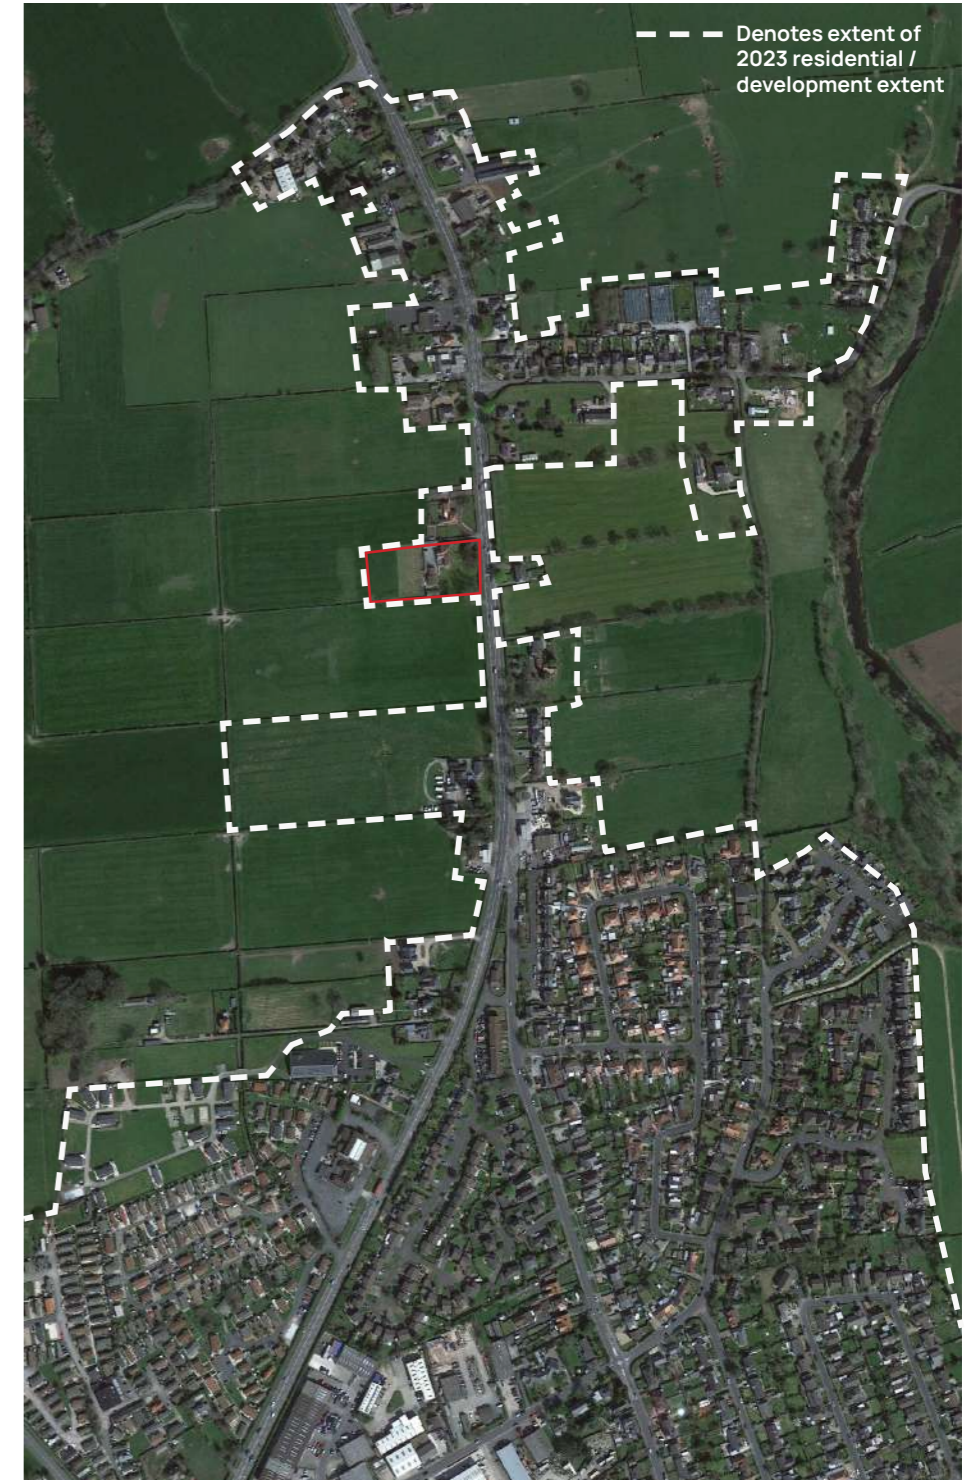 Denotes extent of
2023 residential /
development extent